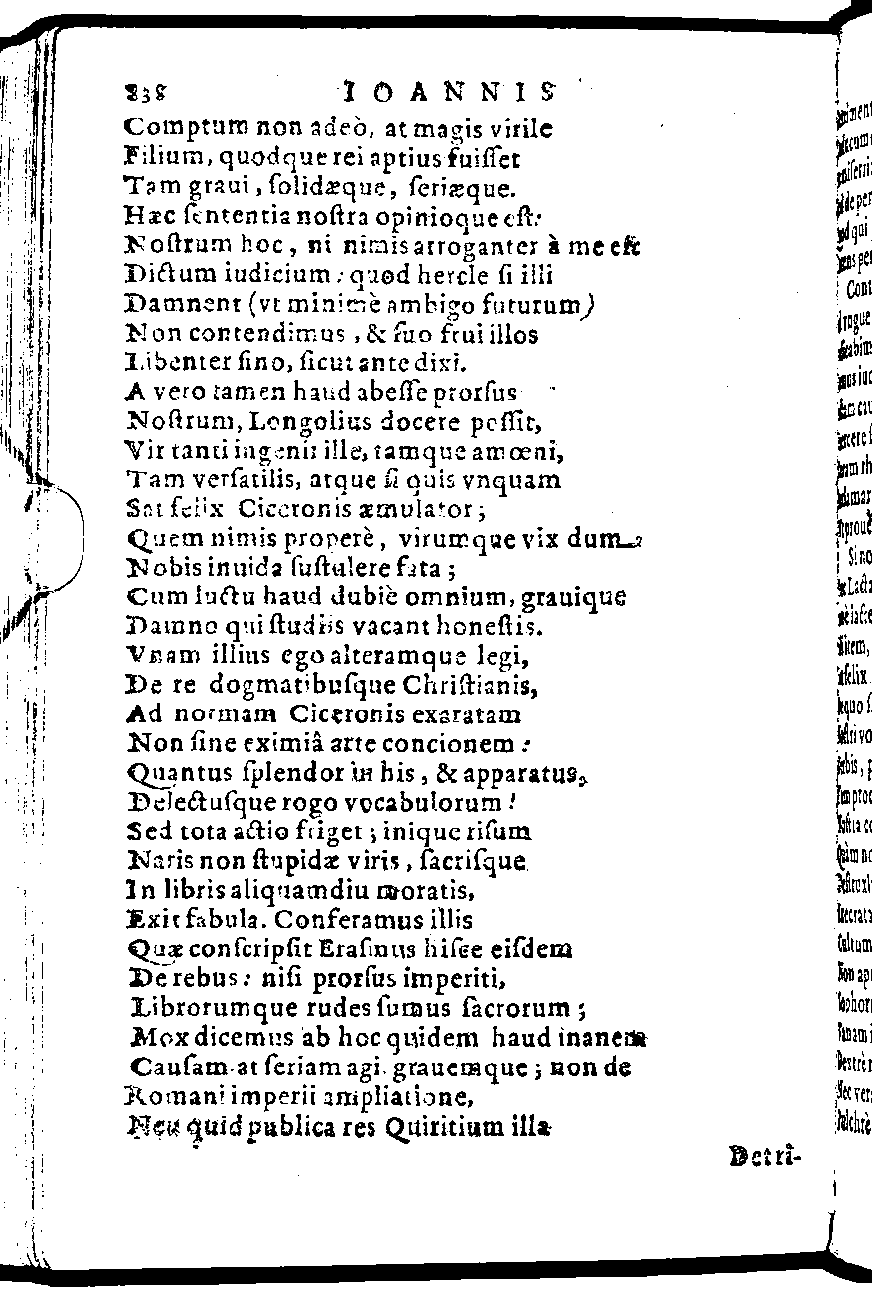 238 IOANNIS
Comptum non adeò, at magis virile
Filium, quodque rei aptius fuiſſet
Tam graui, ſolidæque, ſeriæque.
Hæc ſententia noſtra opinioque eſt:
Noſtrum hoc, ni nimis arroganter à me eſt
Dictum iudicium: quod hercle ſi illi
Damnent (vt minimè ambigo futurum)
Non contendimus, & ſuo frui illos
Libenter ſino, ſicut ante dixi.
A vero tamen haud abeſſe prorſus
Noſtrum, Longolius docere poſſit,
Vir tanti ingenii ille, tamque amœni,
Tam verſatilis, atque ſi quis vnquam
Sat felix Ciceronis æmulator;
Quem nimis properè, virumque vix dum
Nobis inuida ſuſtulere fata;
Cum luctu haud dubiè omnium, grauique
Damno qui ſtudiis vacant honeſtis.
Vnam illius ego alteramque legi,
De re dogmatibuſque Chriſtianis,
Ad normam Ciceronis exaratam
Non ſine eximiâ arte concionem:
Quantus ſplendor in his, & apparatus,
Delectuſque rogo vocabulorum!
Sed tota actio friget; inique riſum
Naris non ſtupidæ viris, ſacriſque
In libris aliquamdiu moratis,
Exit fabula. Conferamus illis
Quæ conſcripſit Eraſmus hiſce eiſdem
De rebus: niſi prorſus imperiti,
Librorumque rudes ſumus ſacrorum;
Mox dicemus ab hoc quidem haud inanem
Cauſam at ſeriam agi grauemque; non de
Romani imperii ampliatione,
Neu quid publica res Quiritium illa
Detri-